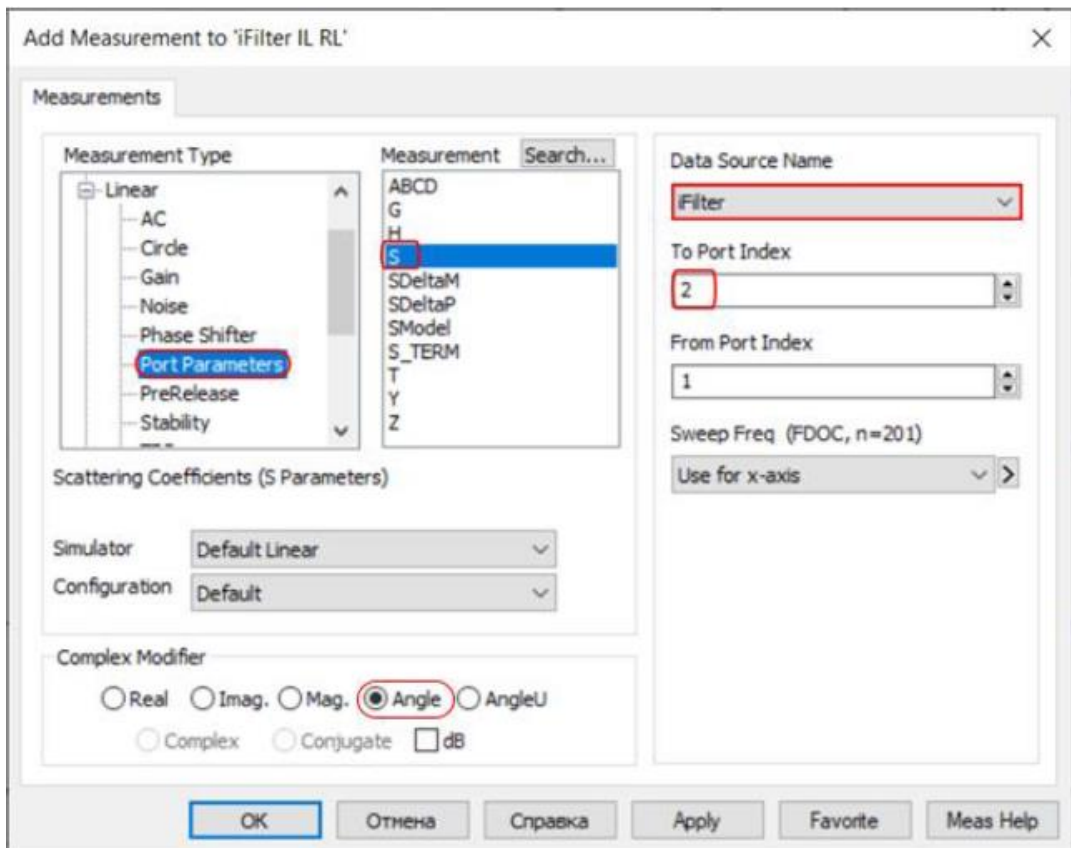 Add Measurement to 'iFilter IL RL'
Measurements
Measurement Type
Linear
AC
Circle
Gain
Noise
Phase Shifter
Port Parameters
PreRelease
Stability
Measurement
Search...
ABCD
G
H
S
SDeltaM
SDeltaP
SModel
S_TERM
T
Y
Z
Scattering Coefficients (S Parameters)
Simulator
Default Linear
Configuration
Default
Complex Modifier
Real
Imag.
Mag.
Angle
AngleU
Complex
Conjugate
dB
Data Source Name
iFilter
To Port Index
2
From Port Index
1
Sweep Freq (FDOC, n=201)
Use for x-axis
>
OK
Отмена
Справка
Apply
Favorite
Meas Help